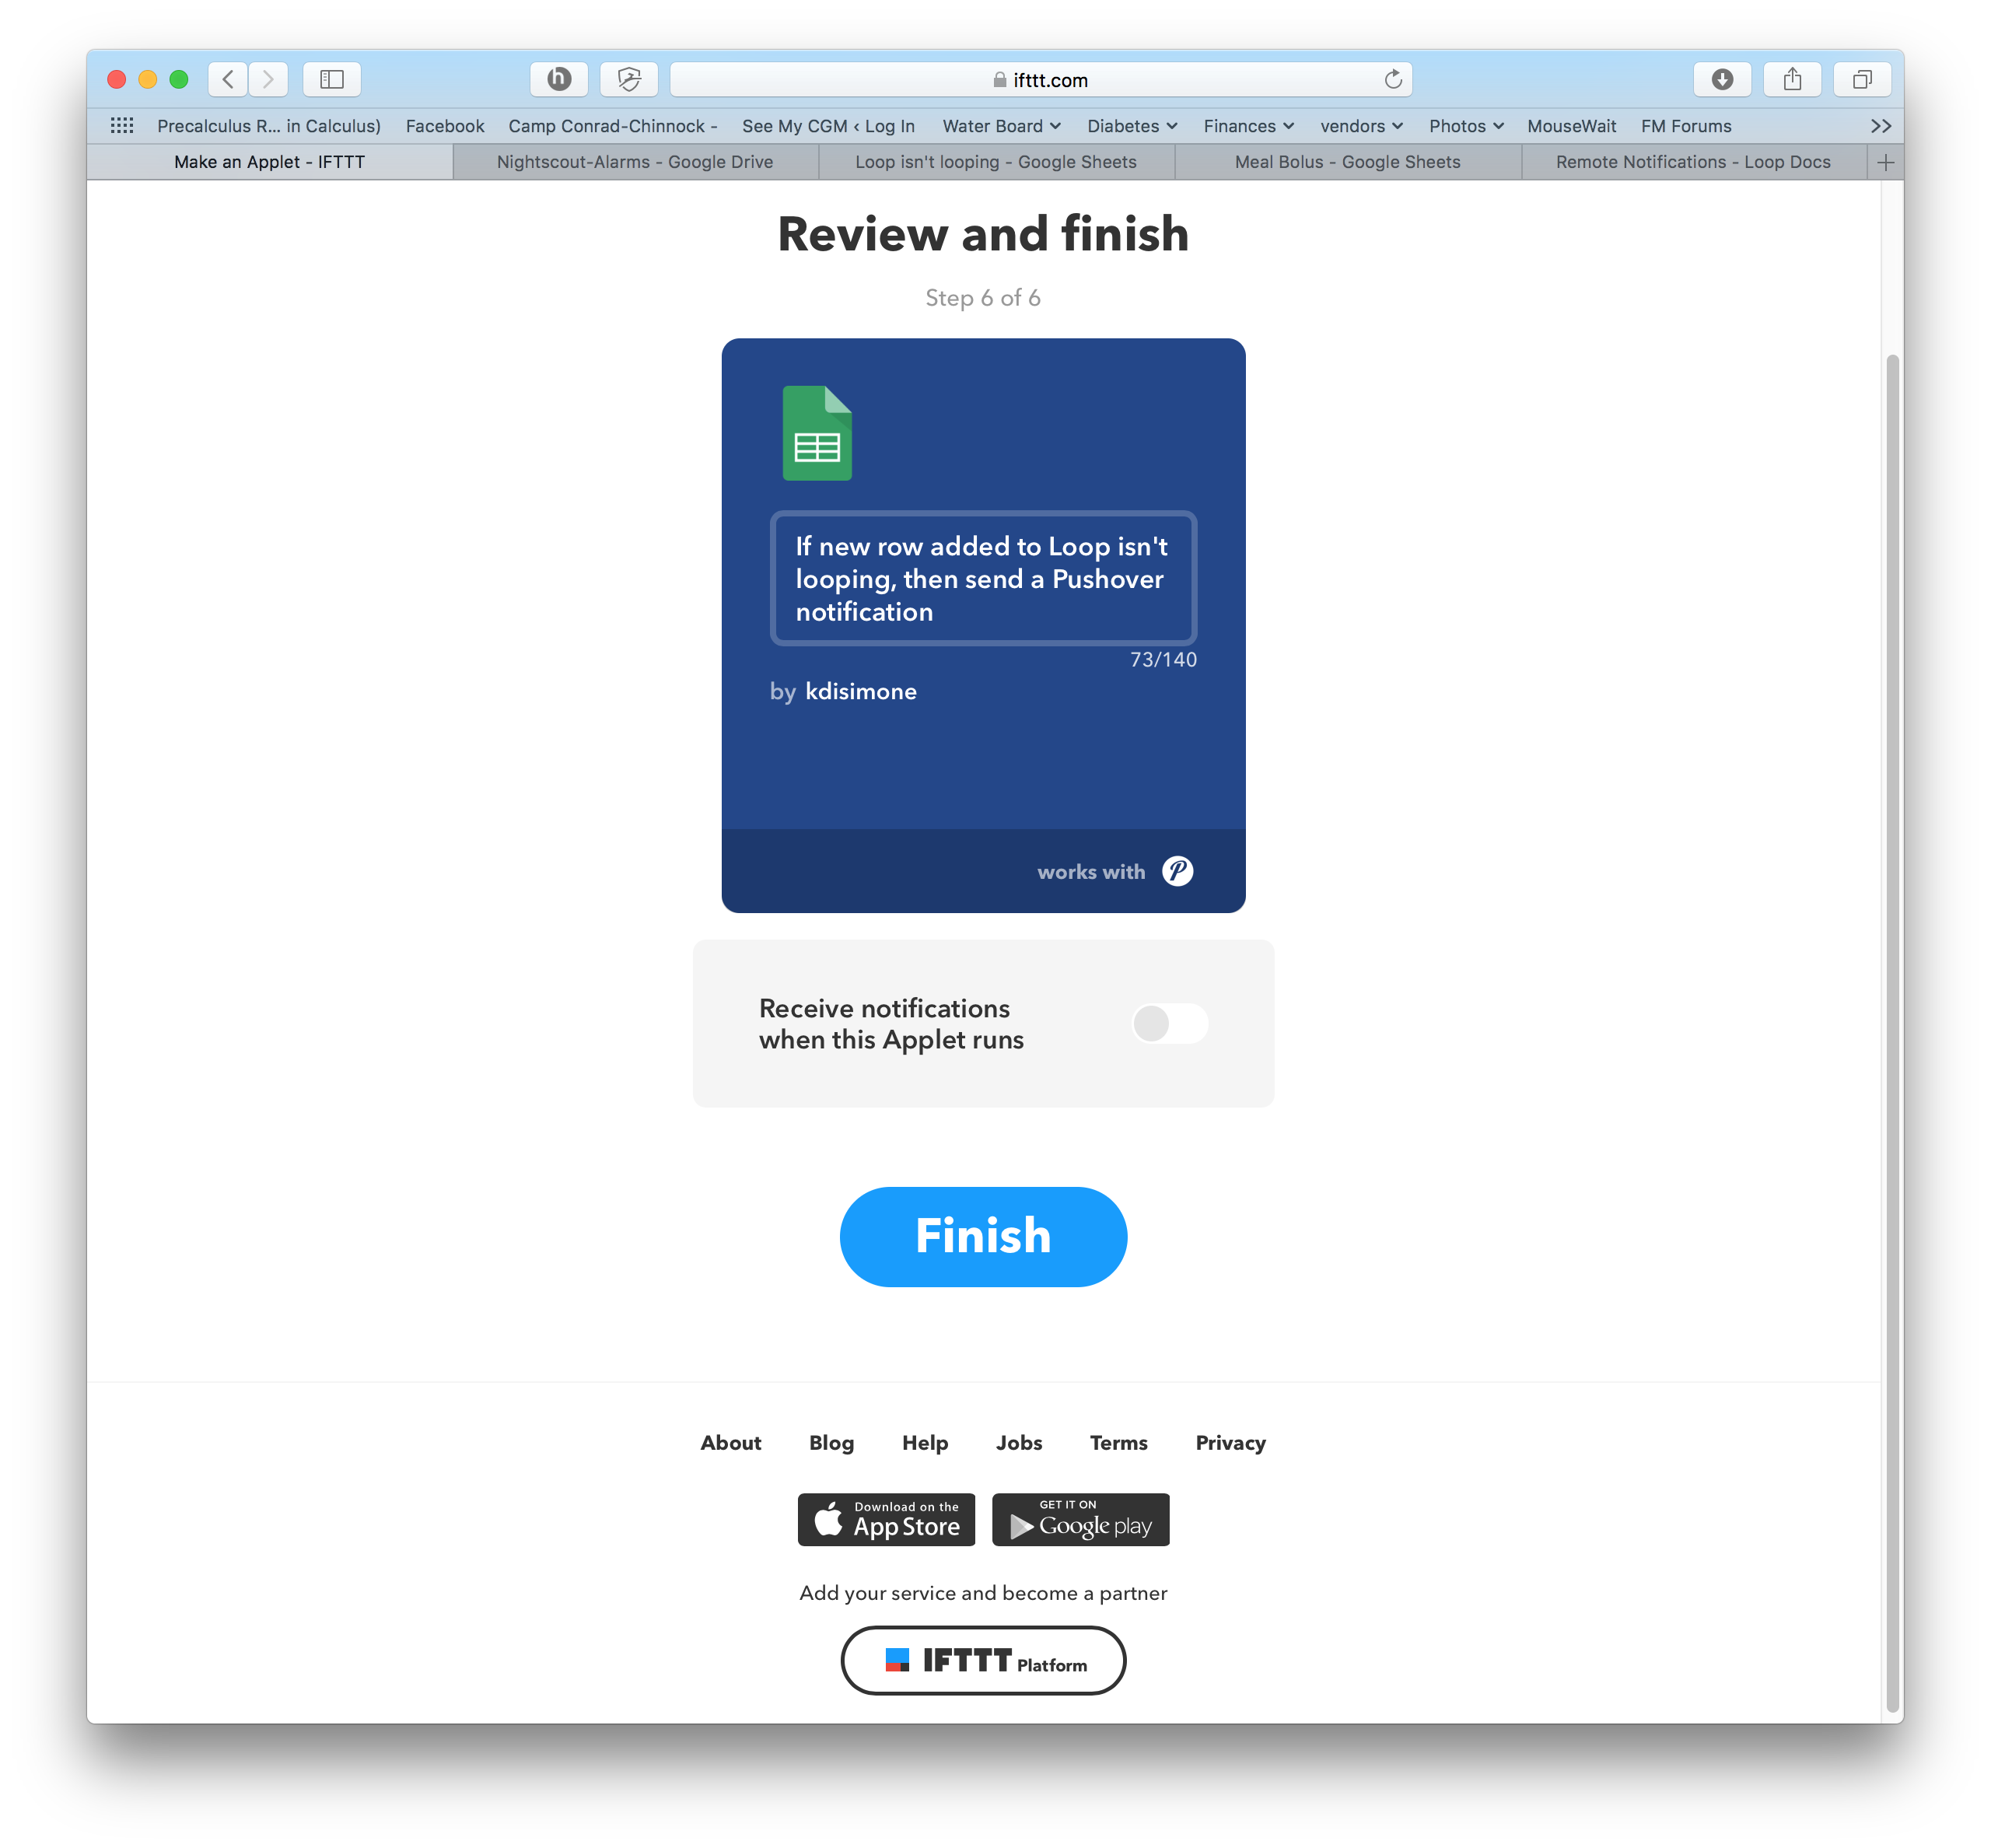 ifttt.com
Precalculus R... in Calculus) Facebook Camp Conrad-Chinnock - See My CGM ‹ Log In Water Board Diabetes Finances vendors Photos MouseWait FM Forums
Make an Applet - IFTTT Nightscout-Alarms - Google Drive Loop isn't looping - Google Sheets Meal Bolus - Google Sheets Remote Notifications - Loop Docs
Review and finish
Step 6 of 6
If new row added to Loop isn't
looping, then send a Pushover
notification
73/140
by kdisimone
works with
Receive notifications
when this Applet runs
Finish
About Blog Help Jobs Terms Privacy
Download on the
App Store
GET IT ON
Google play
Add your service and become a partner
IFTTT Platform